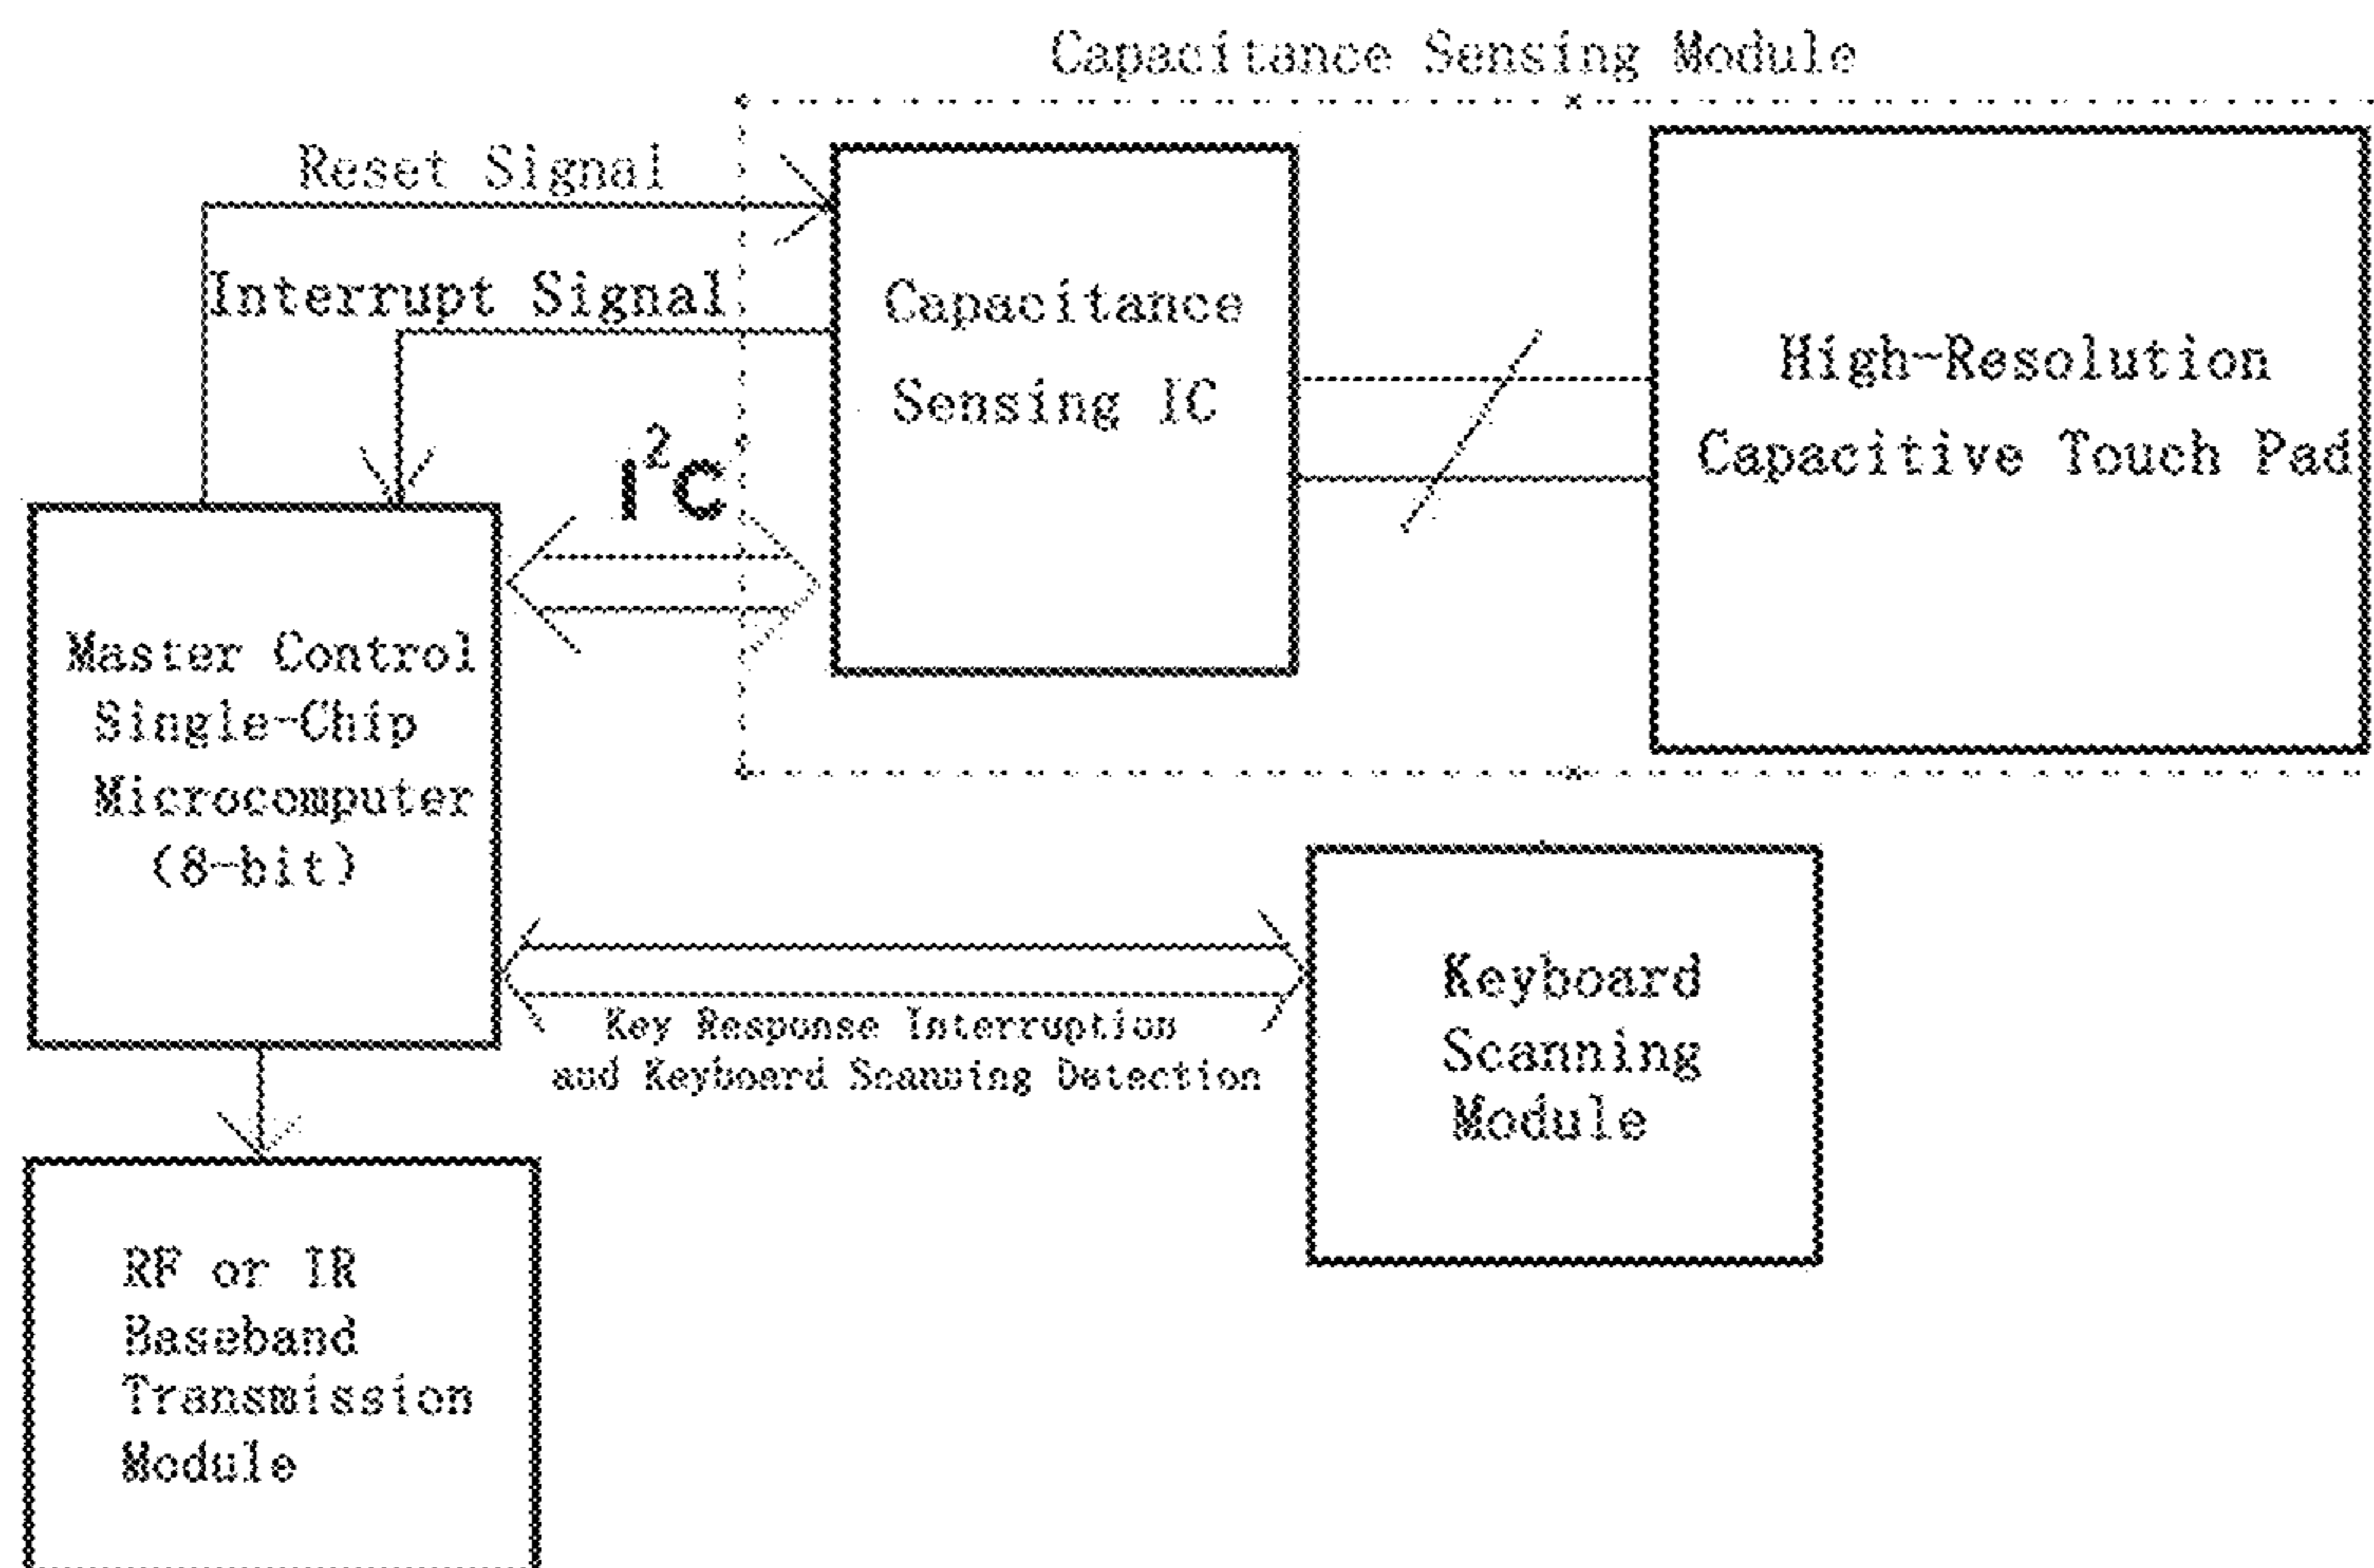 Capacitance Sensing Module
Reset Signal
Interrupt Signal
Capacitance
Sensing IC
High-Resolution
Capacitive Touch Pad
I²C
Master Control
Single-Chip
Microcomputer
(8-bit)
Key Response Interruption
and Keyboard Scanning Detection
Keyboard
Scanning
Module
RF or IR
Baseband
Transmission
Module